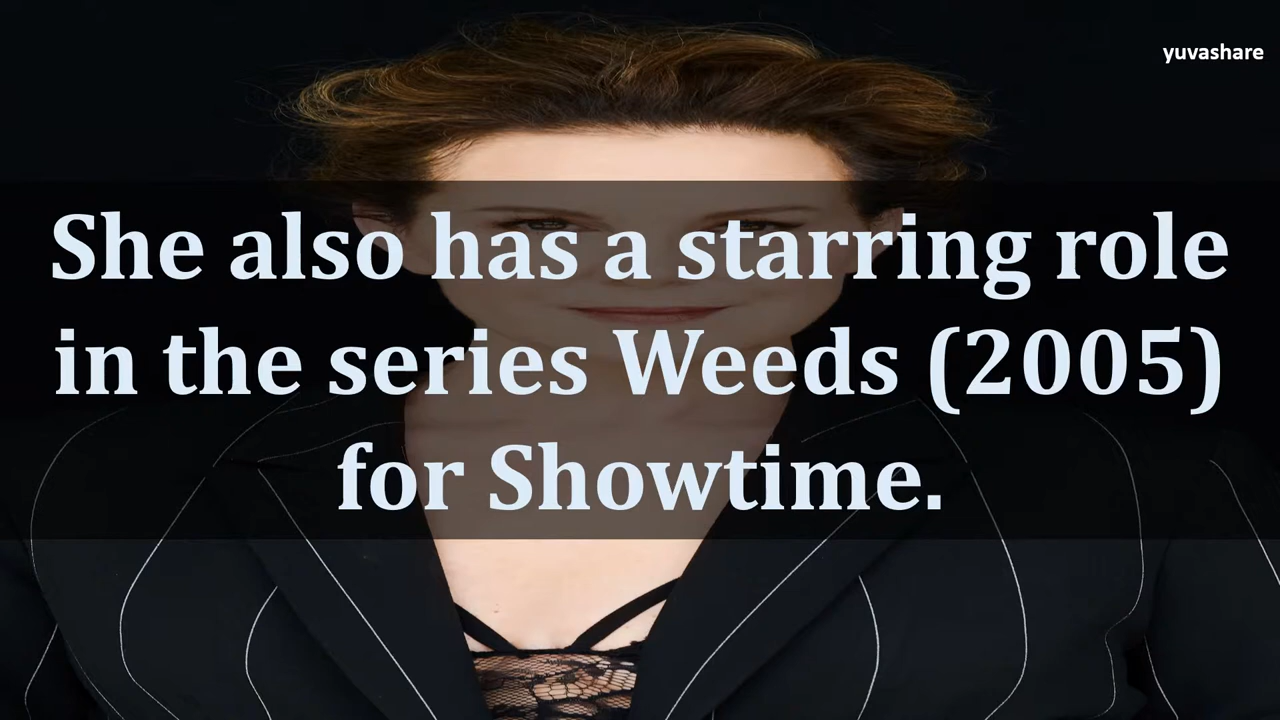 yuvashare
She also has a starring role
in the series Weeds (2005)
for Showtime.